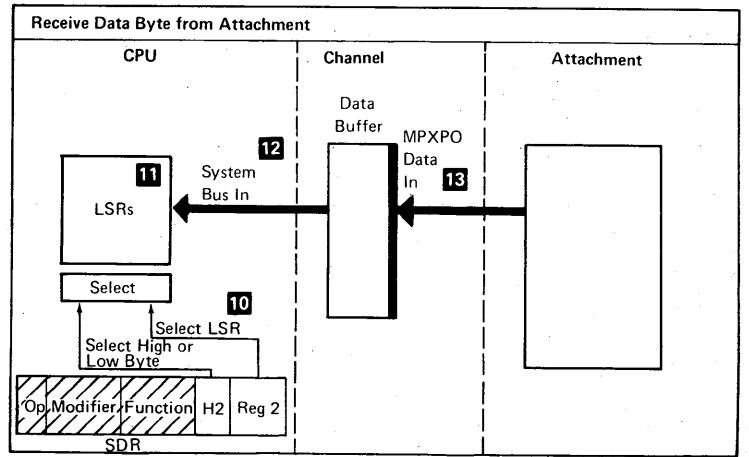 Receive Data Byte from Attachment
CPU
Channel
Attachment
Data
Buffer
MPXPO
Data
In
13
12
System
Bus In
11
LSRs
Select
10
Select LSR
Select High or
Low Byte
Op Modifier Function H2 Reg 2
SDR